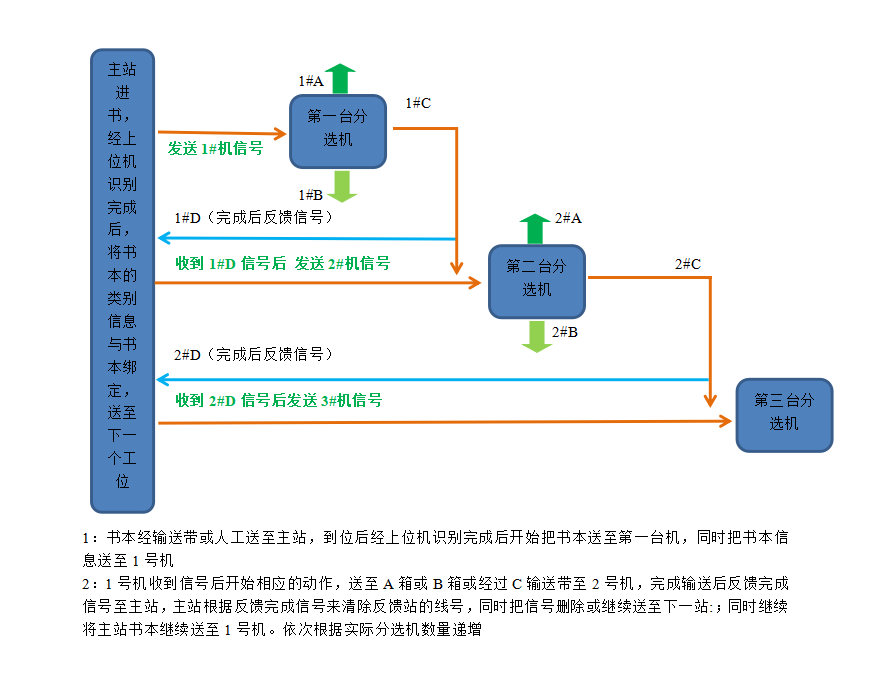 主站
进
书，
经上
位机
识别
完成
后，
将书
本的
类别
信息
与书
本绑
定，
送至
下一
个工
位
1#A
第一台分
选机
1#C
发送 1#机信号
1#B
1#D（完成后反馈信号）
2#A
收到 1#D 信号后 发送 2#机信号
第二台分
选机
2#C
2#B
2#D（完成后反馈信号）
收到 2#D 信号后发送 3#机信号
第三台分
选机
1：书本经输送带或人工送至主站，到位后经上位机识别完成后开始把书本送至第一台机，同时把书本信
息送至 1 号机
2：1 号机收到信号后开始相应的动作，送至 A 箱或 B 箱或经过 C 输送带至 2 号机，完成输送后反馈完成
信号至主站，主站根据反馈完成信号来清除反馈站的线号，同时把信号删除或继续送至下一站:；同时继续
将主站书本继续送至 1 号机。依次根据实际分选机数量递增